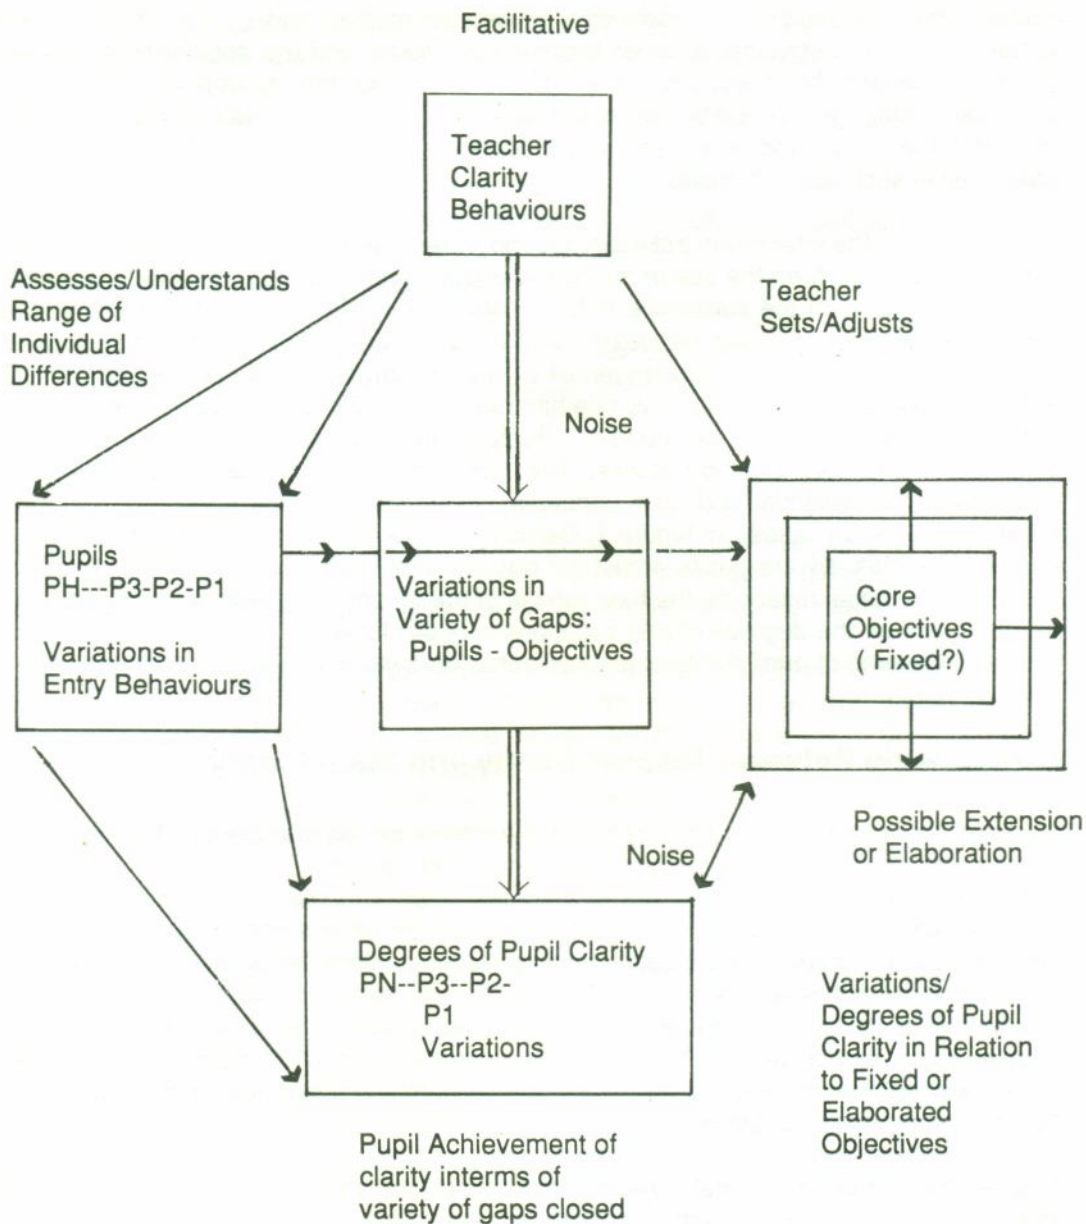 Facilitative
Teacher
Clarity
Behaviours
Assesses/Understands
Range of
Individual
Differences
Teacher
Sets/Adjusts
Noise
Pupils
PH---P3-P2-P1
Variations in
Entry Behaviours
Variations in
Variety of Gaps:
Pupils - Objectives
Core
Objectives
( Fixed?)
Possible Extension
or Elaboration
Noise
Degrees of Pupil Clarity
PN--P3--P2-
P1
Variations
Variations/
Degrees of Pupil
Clarity in Relation
to Fixed or
Elaborated
Objectives
Pupil Achievement of
clarity interms of
variety of gaps closed